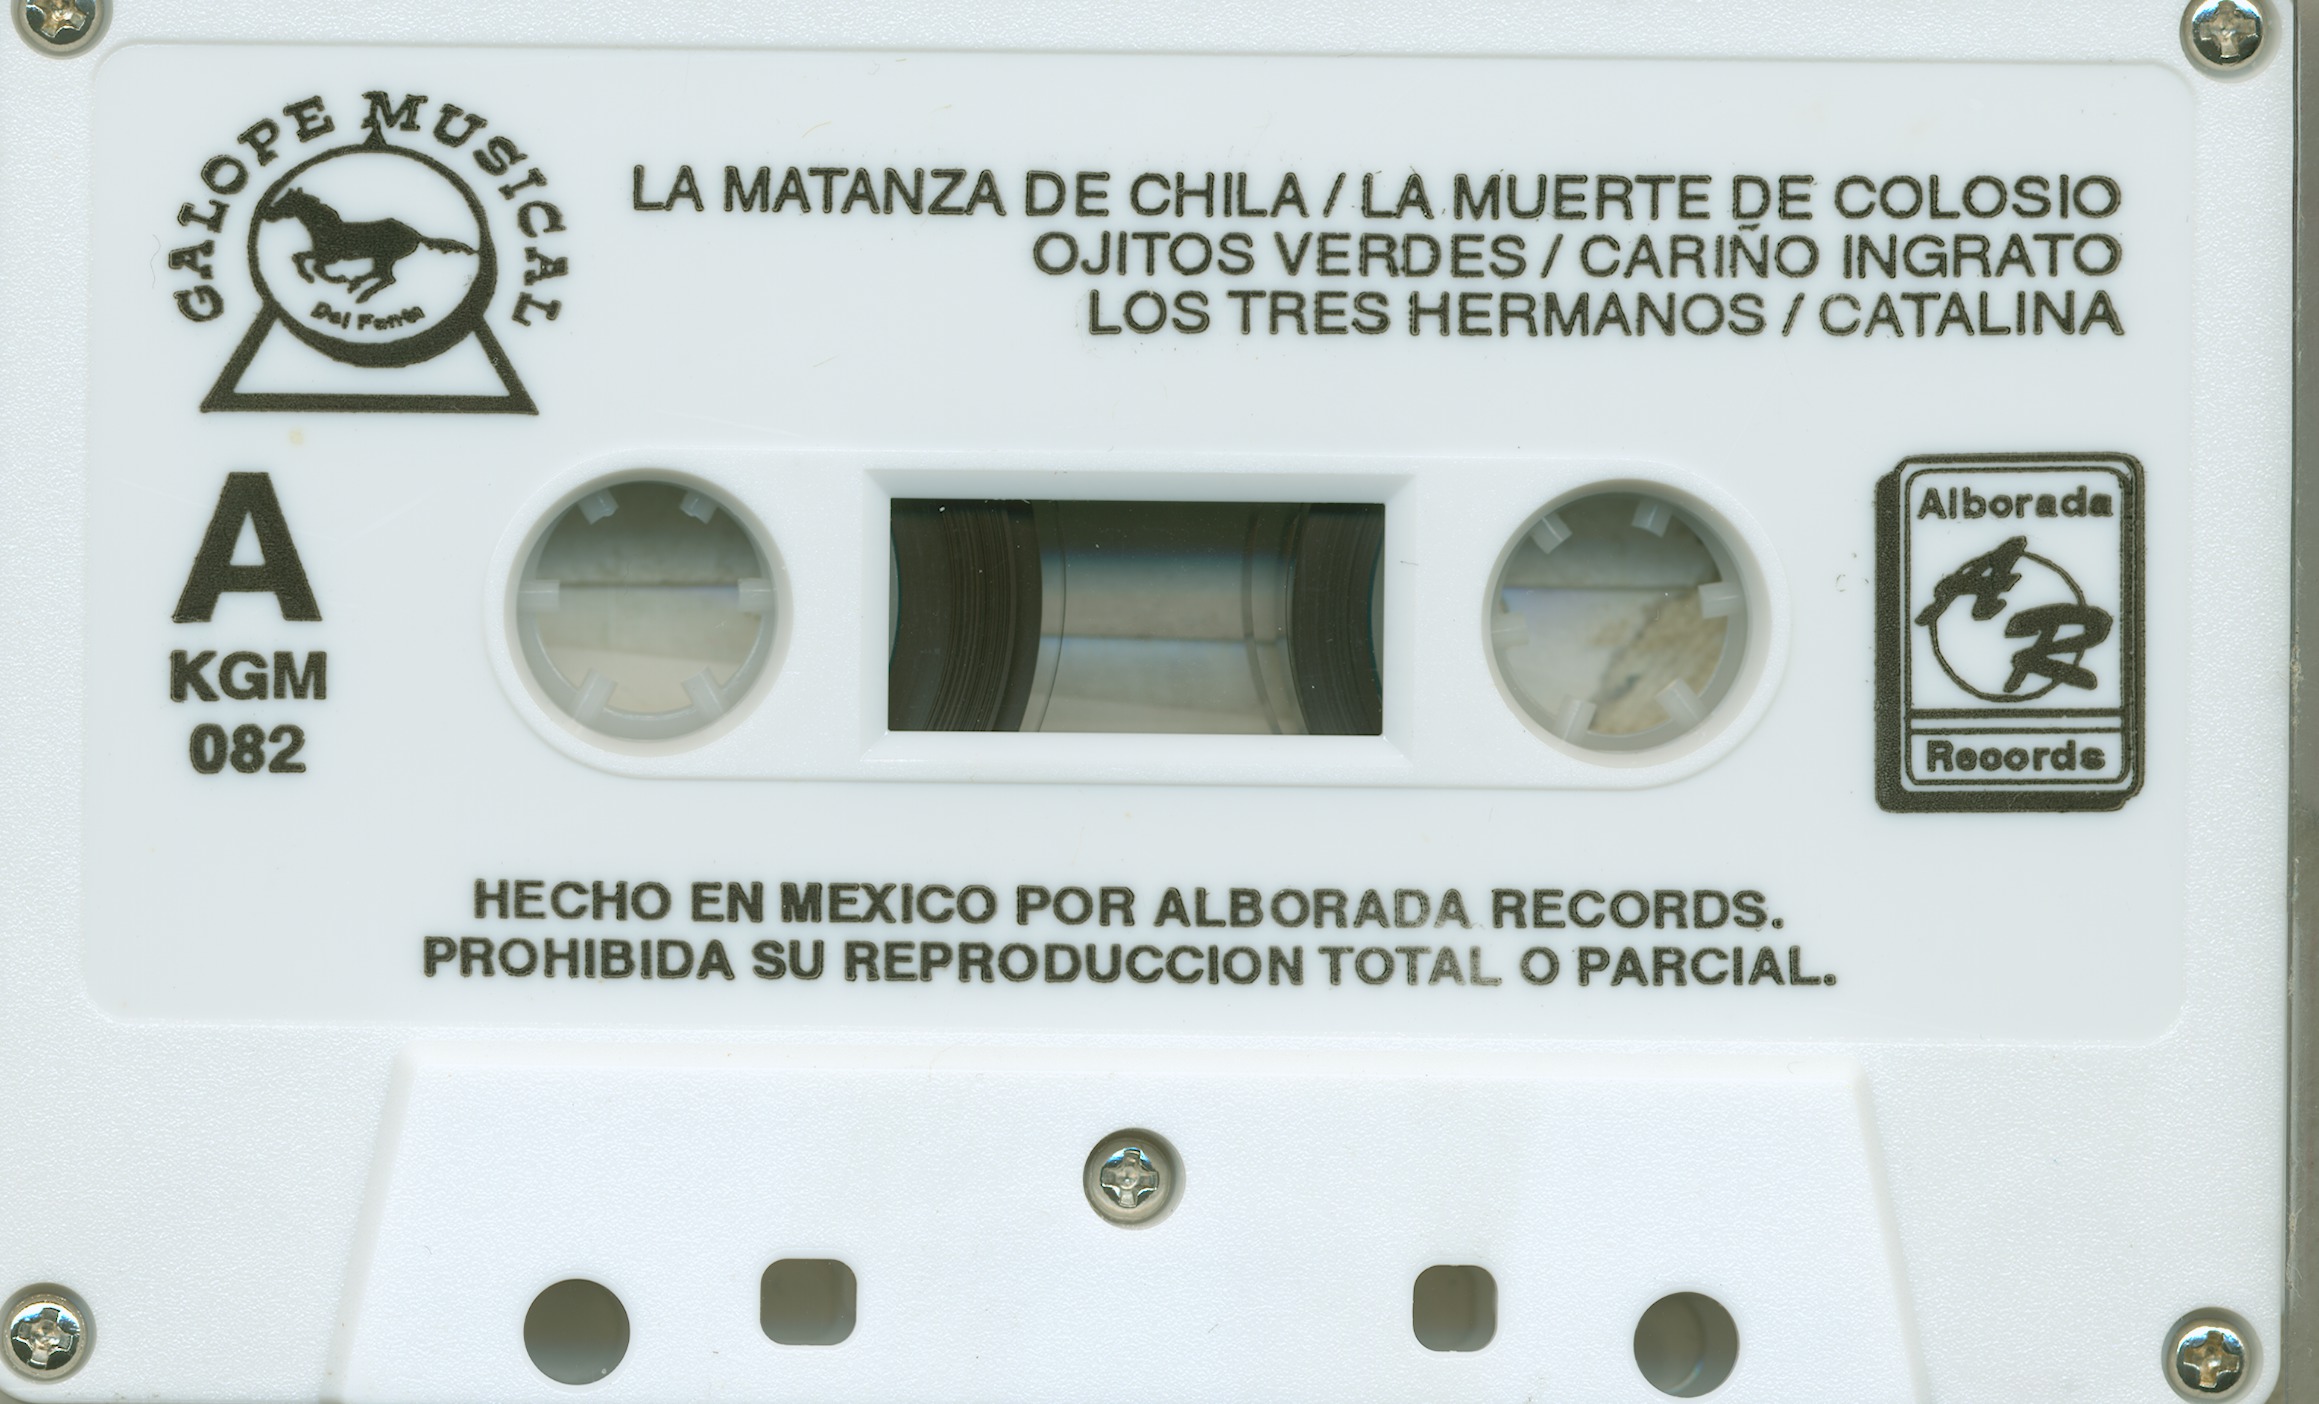 GALOPE MUSICAL
LA MATANZA DE CHILA / LA MUERTE DE COLOSIO
OJITOS VERDES / CARIÑO INGRATO
LOS TRES HERMANOS / CATALINA
A
KGM
082
Alborada
AR
Records
HECHO EN MEXICO POR ALBORADA RECORDS.
PROHIBIDA SU REPRODUCCION TOTAL O PARCIAL.